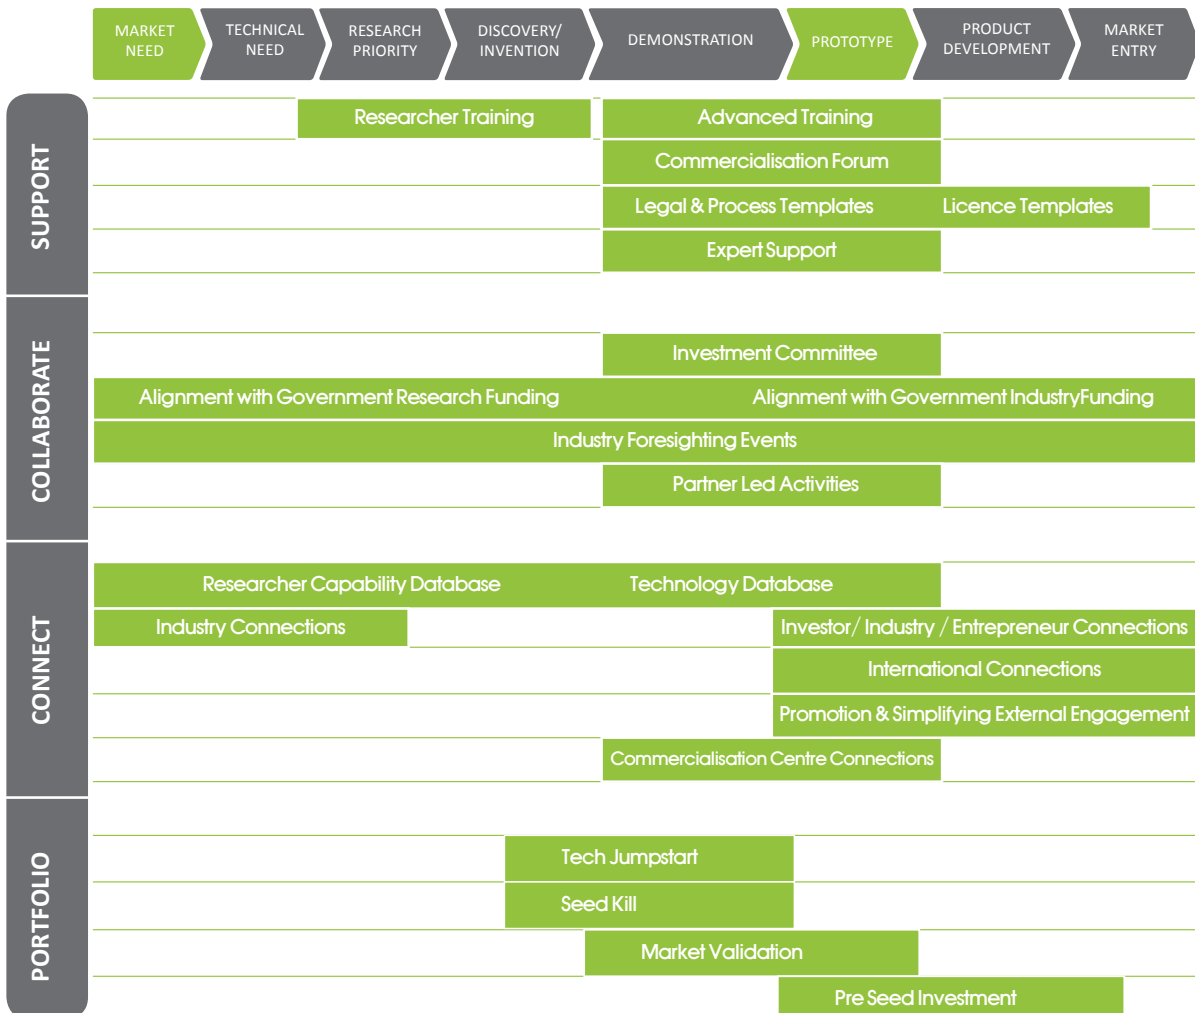 MARKET
NEED
TECHNICAL
NEED
RESEARCH
PRIORITY
DISCOVERY/
INVENTION
DEMONSTRATION
PROTOTYPE
PRODUCT
DEVELOPMENT
MARKET
ENTRY
SUPPORT
Researcher Training
Advanced Training
Commercialisation Forum
Legal & Process Templates
Licence Templates
Expert Support
COLLABORATE
Investment Committee
Alignment with Government Research Funding
Alignment with Government IndustryFunding
Industry Foresighting Events
Partner Led Activities
CONNECT
Researcher Capability Database
Technology Database
Industry Connections
Investor/ Industry / Entrepreneur Connections
International Connections
Promotion & Simplifying External Engagement
Commercialisation Centre Connections
PORTFOLIO
Tech Jumpstart
Seed Kill
Market Validation
Pre Seed Investment